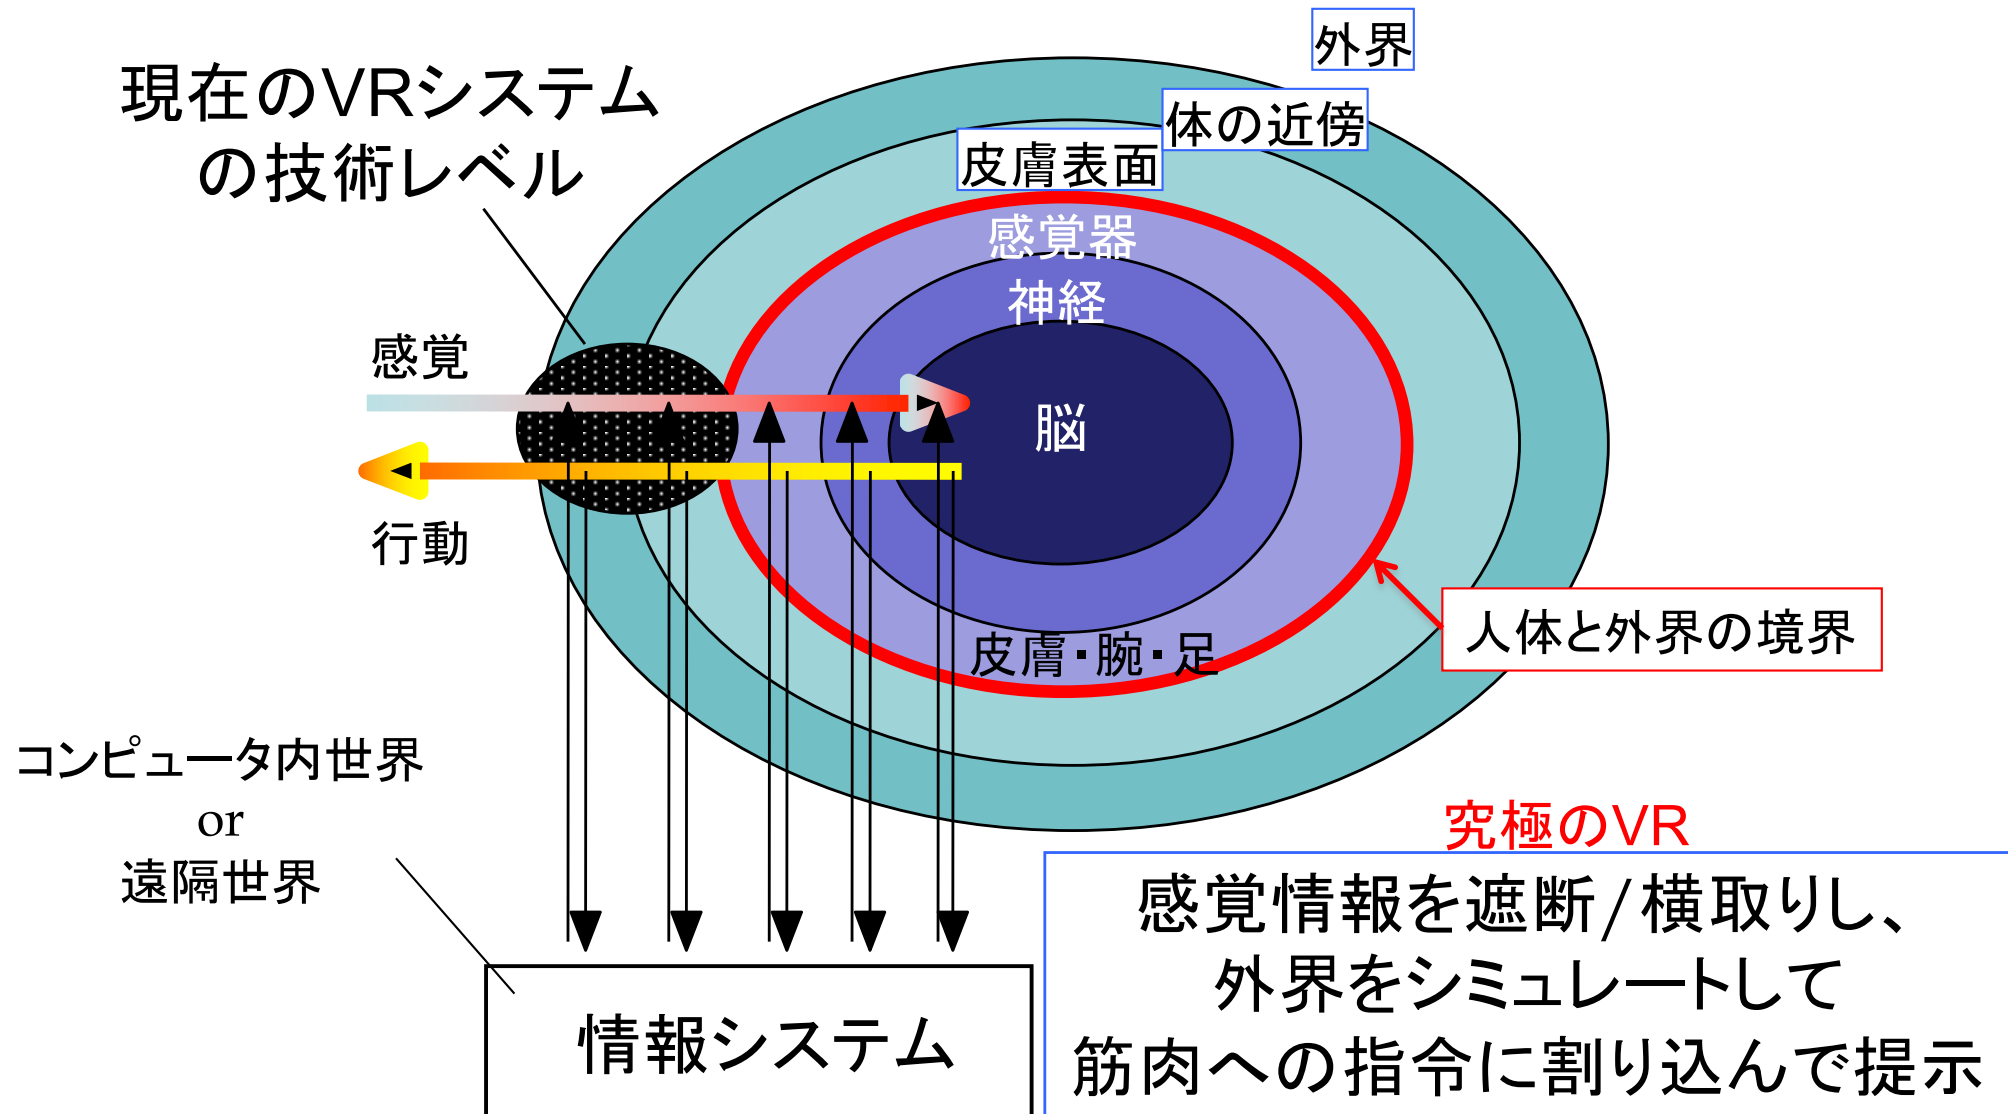 外界
現在のVRシステム
の技術レベル
体の近傍
皮膚表面
感覚器
神経
感覚
脳
行動
人体と外界の境界
皮膚・腕・足
コンピュータ内世界
or
遠隔世界
究極のVR
感覚情報を遮断/横取りし、
外界をシミュレートして
筋肉への指令に割り込んで提示
情報システム